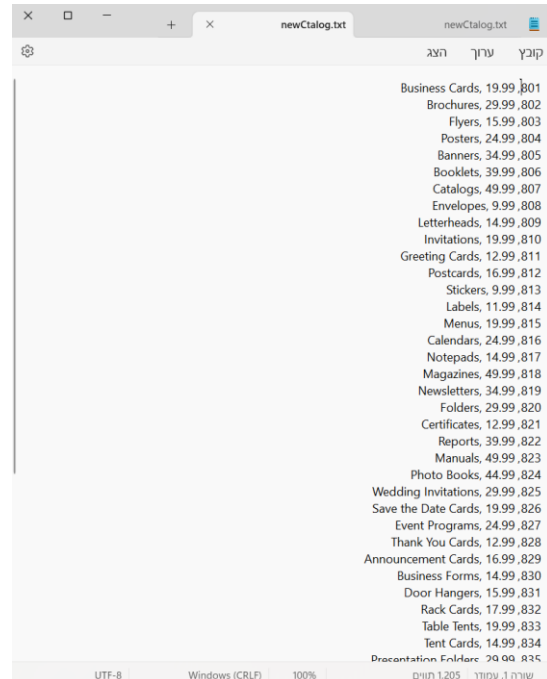 newCtalog.txt newCtalog.txt
קובץ ערוך הצג
801, Business Cards, 19.99
802, Brochures, 29.99
803, Flyers, 15.99
804, Posters, 24.99
805, Banners, 34.99
806, Booklets, 39.99
807, Catalogs, 49.99
808, Envelopes, 9.99
809, Letterheads, 14.99
810, Invitations, 19.99
811, Greeting Cards, 12.99
812, Postcards, 16.99
813, Stickers, 9.99
814, Labels, 11.99
815, Menus, 19.99
816, Calendars, 24.99
817, Notepads, 14.99
818, Magazines, 49.99
819, Newsletters, 34.99
820, Folders, 29.99
821, Certificates, 12.99
822, Reports, 39.99
823, Manuals, 49.99
824, Photo Books, 44.99
825, Wedding Invitations, 29.99
826, Save the Date Cards, 19.99
827, Event Programs, 24.99
828, Thank You Cards, 12.99
829, Announcement Cards, 16.99
830, Business Forms, 14.99
831, Door Hangers, 15.99
832, Rack Cards, 17.99
833, Table Tents, 19.99
834, Tent Cards, 14.99
835, Presentation Folders, 29.99
שורה 1, עמודר 1,205 תווים 100% Windows (CRLF) UTF-8